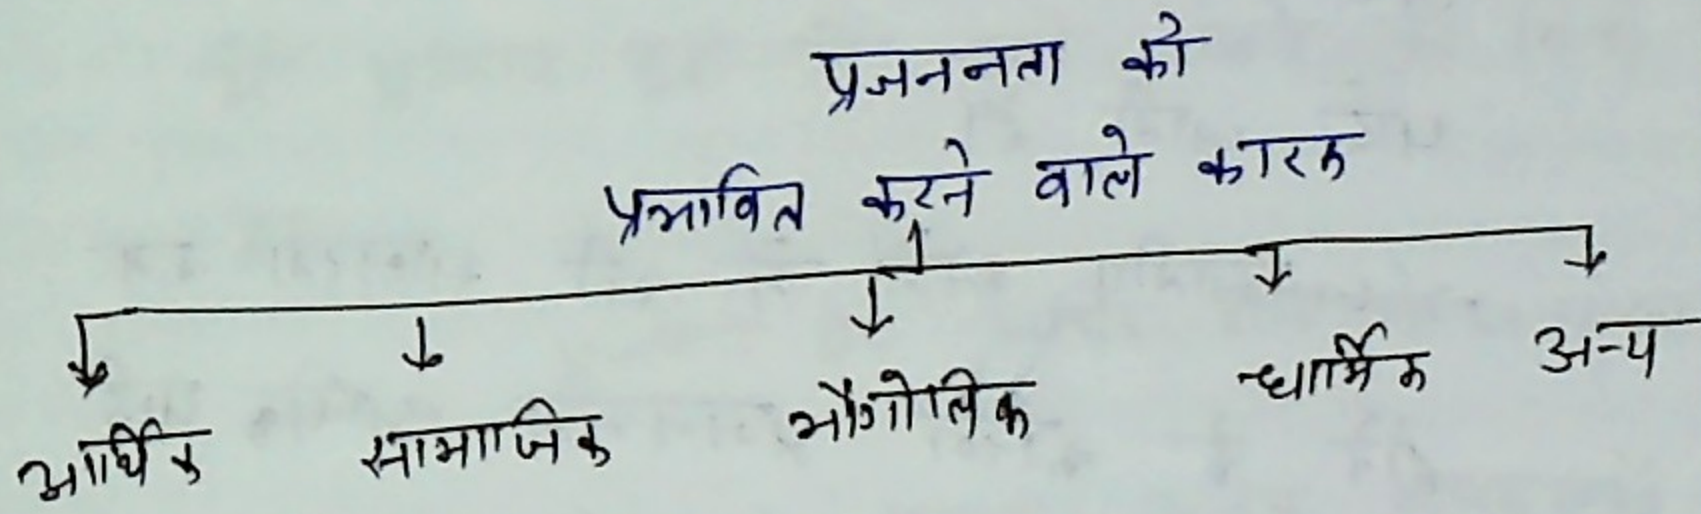 प्रजननता को
प्रभावित करने वाले कारक
आर्थिक सामाजिक भौगोलिक धार्मिक अन्य